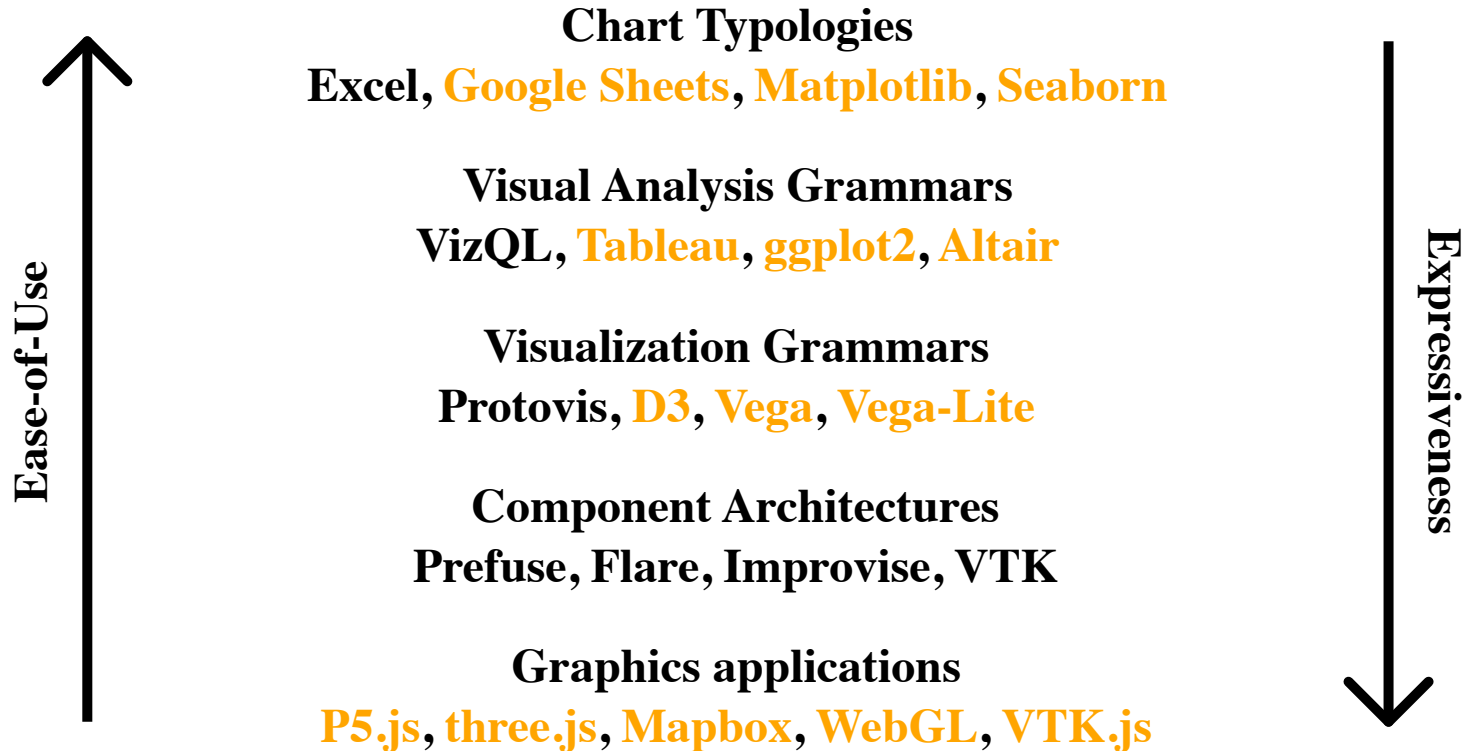 Chart Typologies
Excel, Google Sheets, Matplotlib, Seaborn
Visual Analysis Grammars
VizQL, Tableau, ggplot2, Altair
Visualization Grammars
Protovis, D3, Vega, Vega-Lite
Component Architectures
Prefuse, Flare, Improvise, VTK
Graphics applications
P5.js, three.js, Mapbox, WebGL, VTK.js
Ease-of-Use
Expressiveness